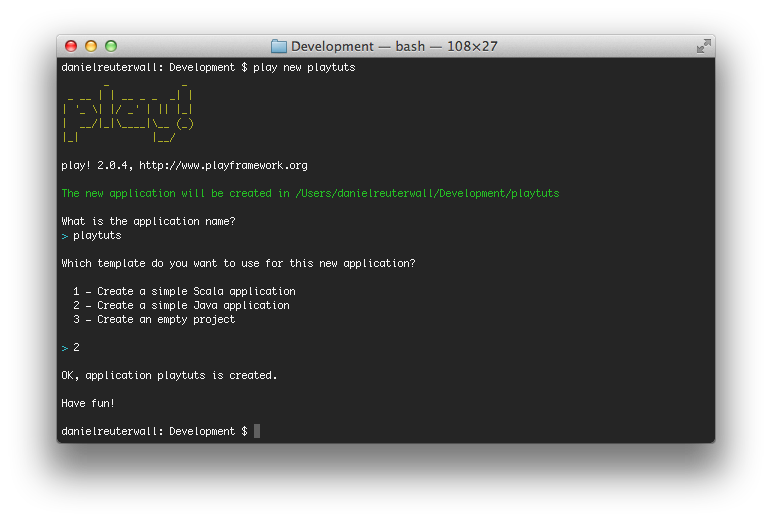 Development — bash — 108×27
danielreuterwall: Development $ play new playtuts
       _            _
 _ __ | | __ _ _  _| |
| '_ \| |/ _' | || |_|
|  __/|_|\____|\__ (_)
|_|            |__/
play! 2.0.4, http://www.playframework.org
The new application will be created in /Users/danielreuterwall/Development/playtuts
What is the application name?
> playtuts
Which template do you want to use for this new application?
1 – Create a simple Scala application
2 – Create a simple Java application
3 – Create an empty project
> 2
OK, application playtuts is created.
Have fun!
danielreuterwall: Development $